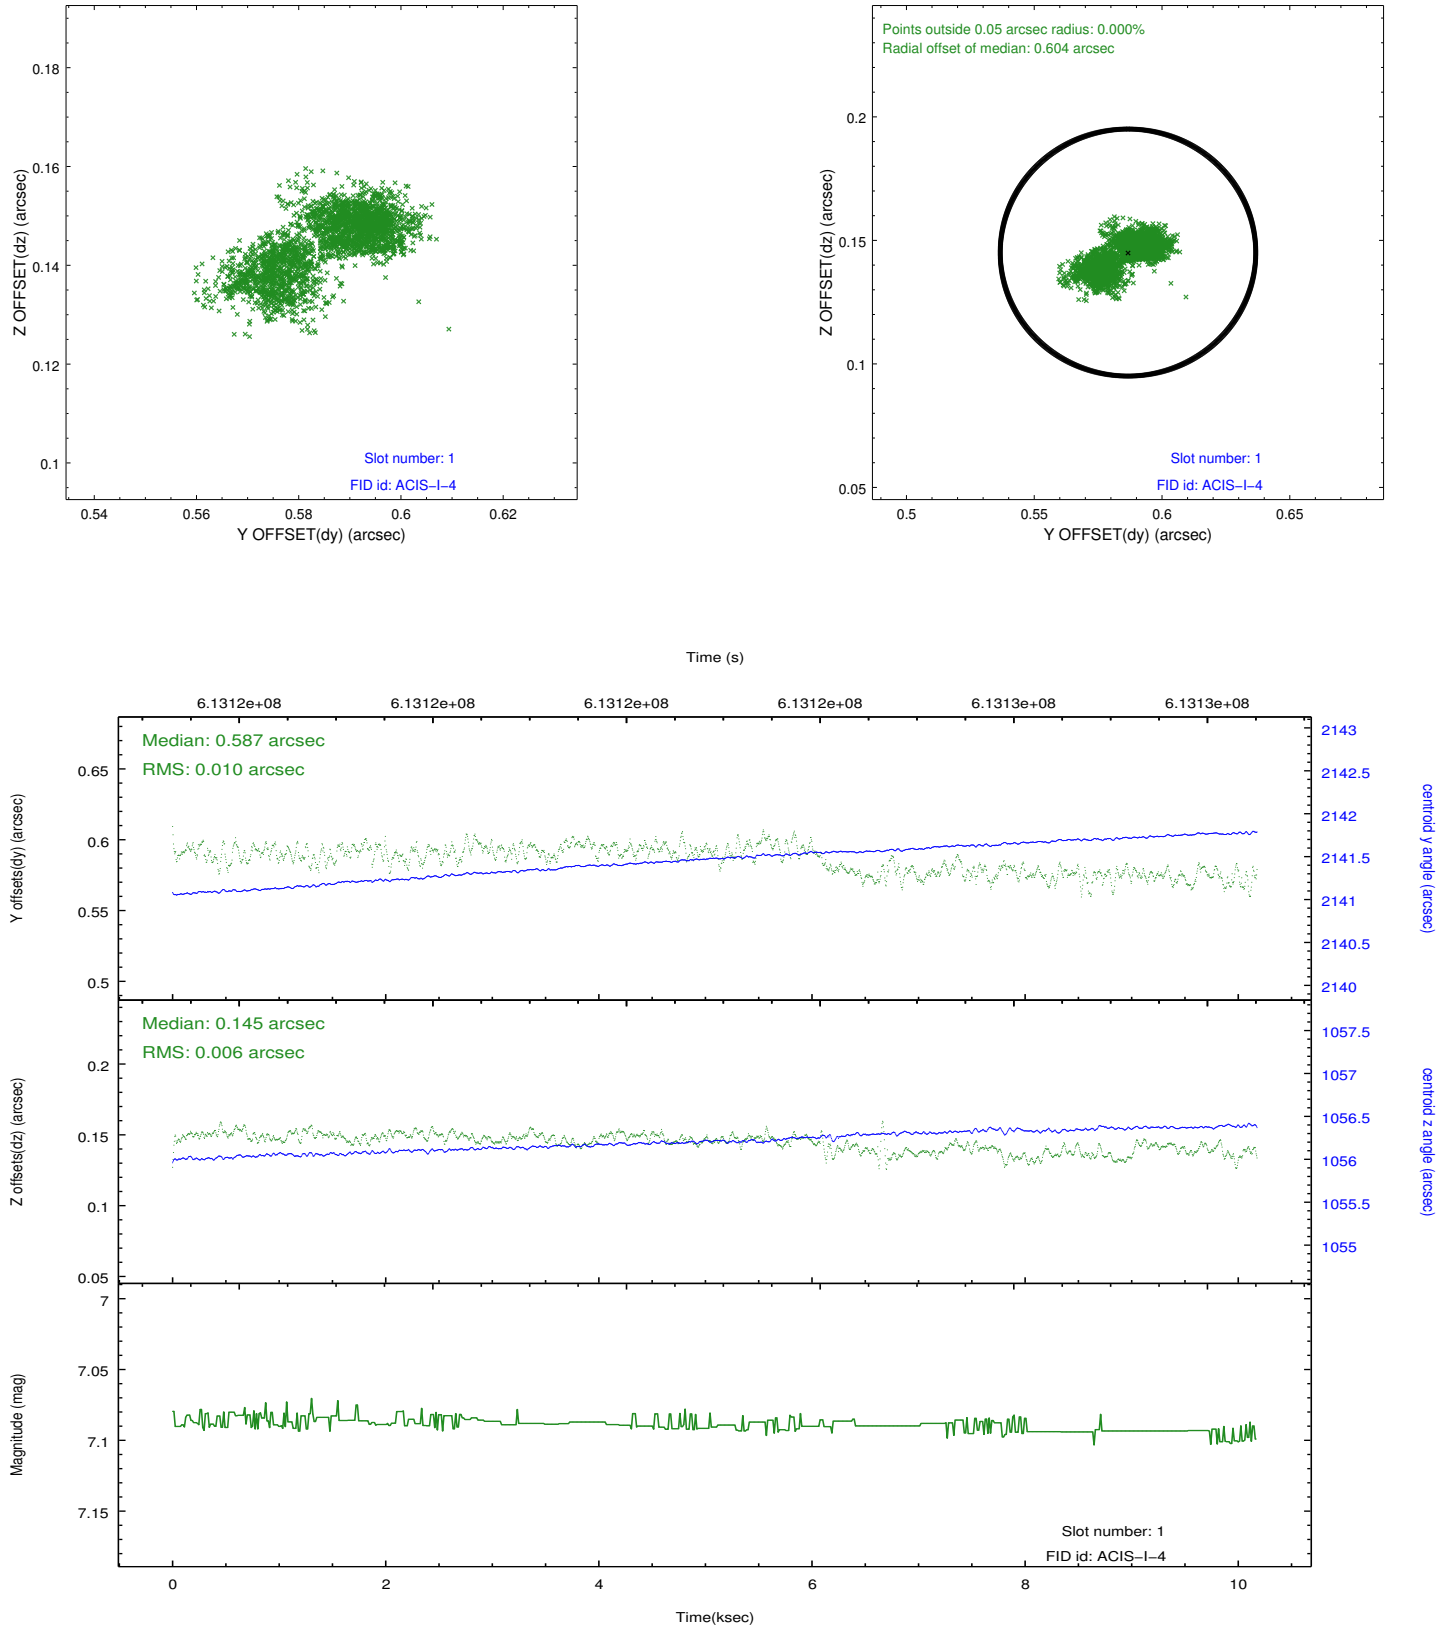 Z OFFSET(dz) (arcsec)
0.18
0.16
0.14
0.12
0.1
Slot number: 1
FID id: ACIS-I-4
0.54 0.56 0.58 0.6 0.62
Y OFFSET(dy) (arcsec)
Points outside 0.05 arcsec radius: 0.000%
Radial offset of median: 0.604 arcsec
Z OFFSET(dz) (arcsec)
0.2
0.15
0.1
0.05
Slot number: 1
FID id: ACIS-I-4
0.5 0.55 0.6 0.65
Y OFFSET(dy) (arcsec)
Time (s)
6.1312e+08 6.1312e+08 6.1312e+08 6.1312e+08 6.1313e+08 6.1313e+08
Median: 0.587 arcsec
RMS: 0.010 arcsec
Y offsets(dy) (arcsec)
0.65
0.6
0.55
0.5
2143
2142.5
2142
2141.5
2141
2140.5
2140
centroid y angle (arcsec)
Median: 0.145 arcsec
RMS: 0.006 arcsec
Z offsets(dz) (arcsec)
0.2
0.15
0.1
0.05
1057.5
1057
1056.5
1056
1055.5
1055
centroid z angle (arcsec)
Magnitude (mag)
7
7.05
7.1
7.15
Slot number: 1
FID id: ACIS-I-4
0 2 4 6 8 10
Time(ksec)